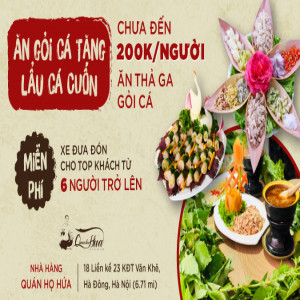 ĂN GỎI CÁ TẶNG
LẨU CÁ CUỐN
CHƯA ĐẾN
200K/NGƯỜI
ĂN THẢ GA
GỎI CÁ
MIỄN
PHÍ
XE ĐƯA ĐÓN
CHO TOP KHÁCH TỪ
6 NGƯỜI TRỞ LÊN
NHÀ HÀNG
QUÁN HỌ HỨA
18 Liền kề 23 KĐT Văn Khê,
Hà Đông, Hà Nội (6.71 mi)